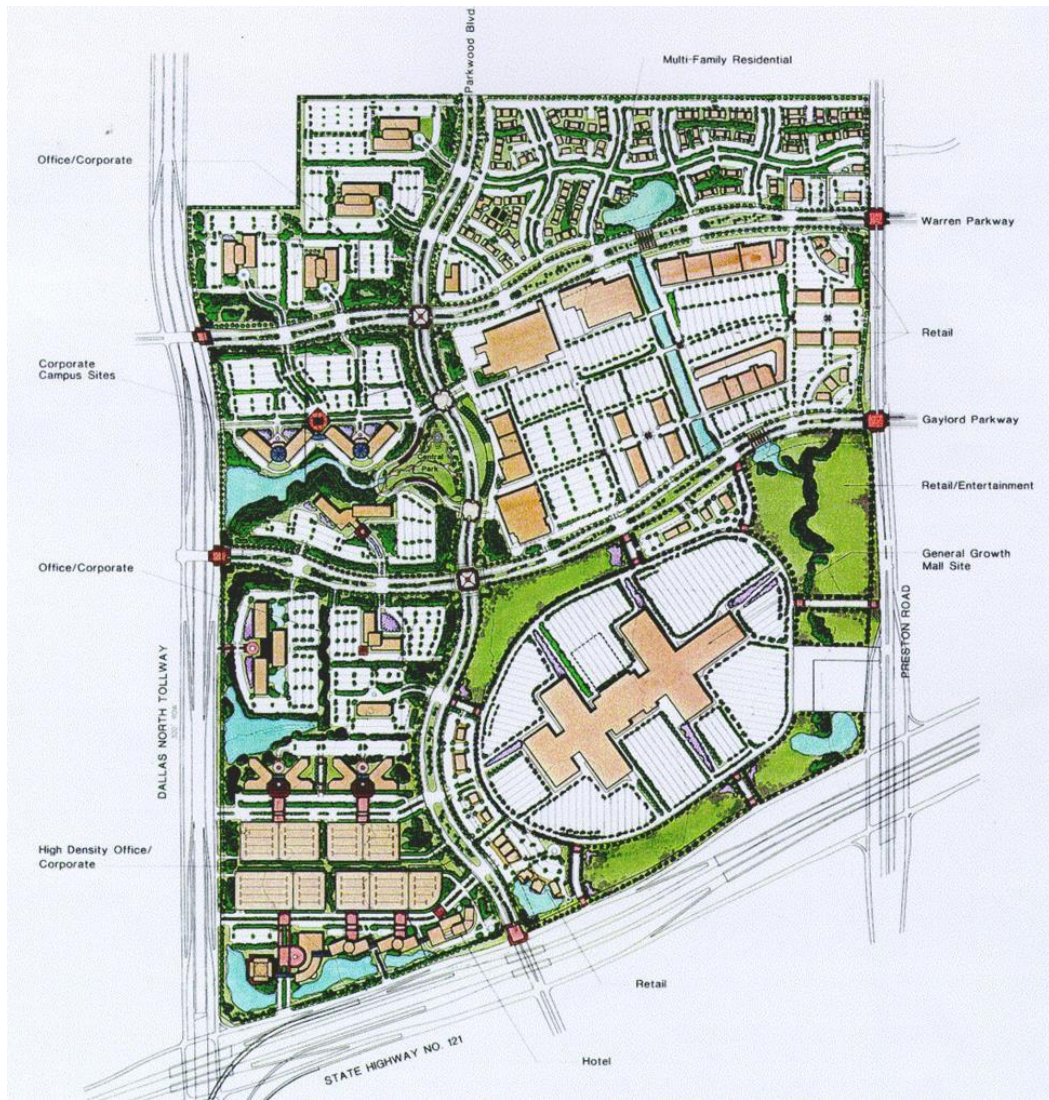 Parkwood Blvd.
Multi-Family Residential
Office/Corporate
Warren Parkway
Retail
Corporate
Campus Sites
Gaylord Parkway
Central
Park
Retail/Entertainment
General Growth
Mall Site
Office/Corporate
PRESTON ROAD
DALLAS NORTH TOLLWAY
High Density Office/
Corporate
Retail
Hotel
STATE HIGHWAY NO. 121